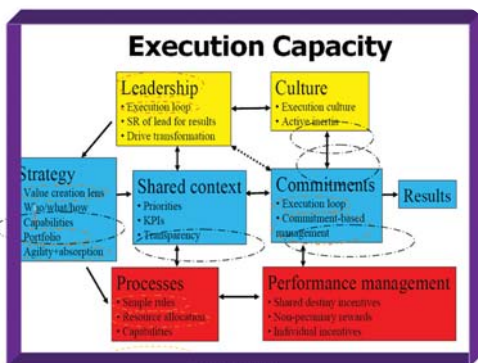 Execution Capacity
Leadership
• Execution loop
• SR of lead for results
• Drive transformation
Culture
• Execution culture
• Active inertia
Strategy
Value creation lens
Who/what/how
Capabilities
Portfolio
Agility+absorption
Shared context
• Priorities
• KPIs
• Transparency
Commitments
• Execution loop
• Commitment-based
management
Results
Processes
• Simple rules
• Resource allocation
• Capabilities
Performance management
• Shared destiny incentives
• Non-pecuniary rewards
• Individual incentives